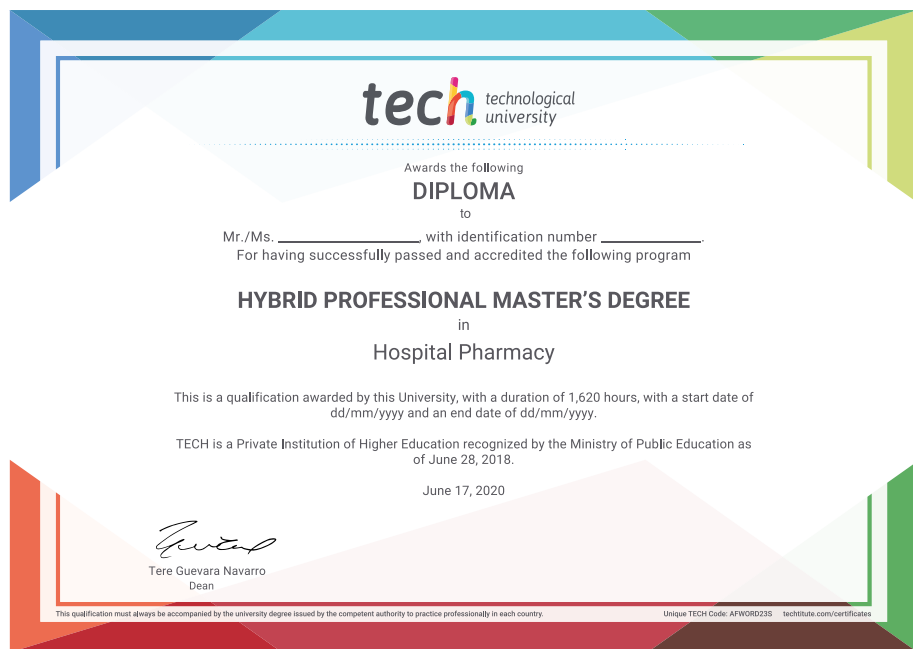 tech technological
university
Awards the following
DIPLOMA
to
Mr./Ms. ____________________, with identification number ______________.
For having successfully passed and accredited the following program
HYBRID PROFESSIONAL MASTER'S DEGREE
in
Hospital Pharmacy
This is a qualification awarded by this University, with a duration of 1,620 hours, with a start date of
dd/mm/yyyy and an end date of dd/mm/yyyy.
TECH is a Private Institution of Higher Education recognized by the Ministry of Public Education as
of June 28, 2018.
June 17, 2020
Tere Guevara Navarro
Dean
This qualification must always be accompanied by the university degree issued by the competent authority to practice professionally in each country.
Unique TECH Code: AFWORD23S techtitute.com/certificates